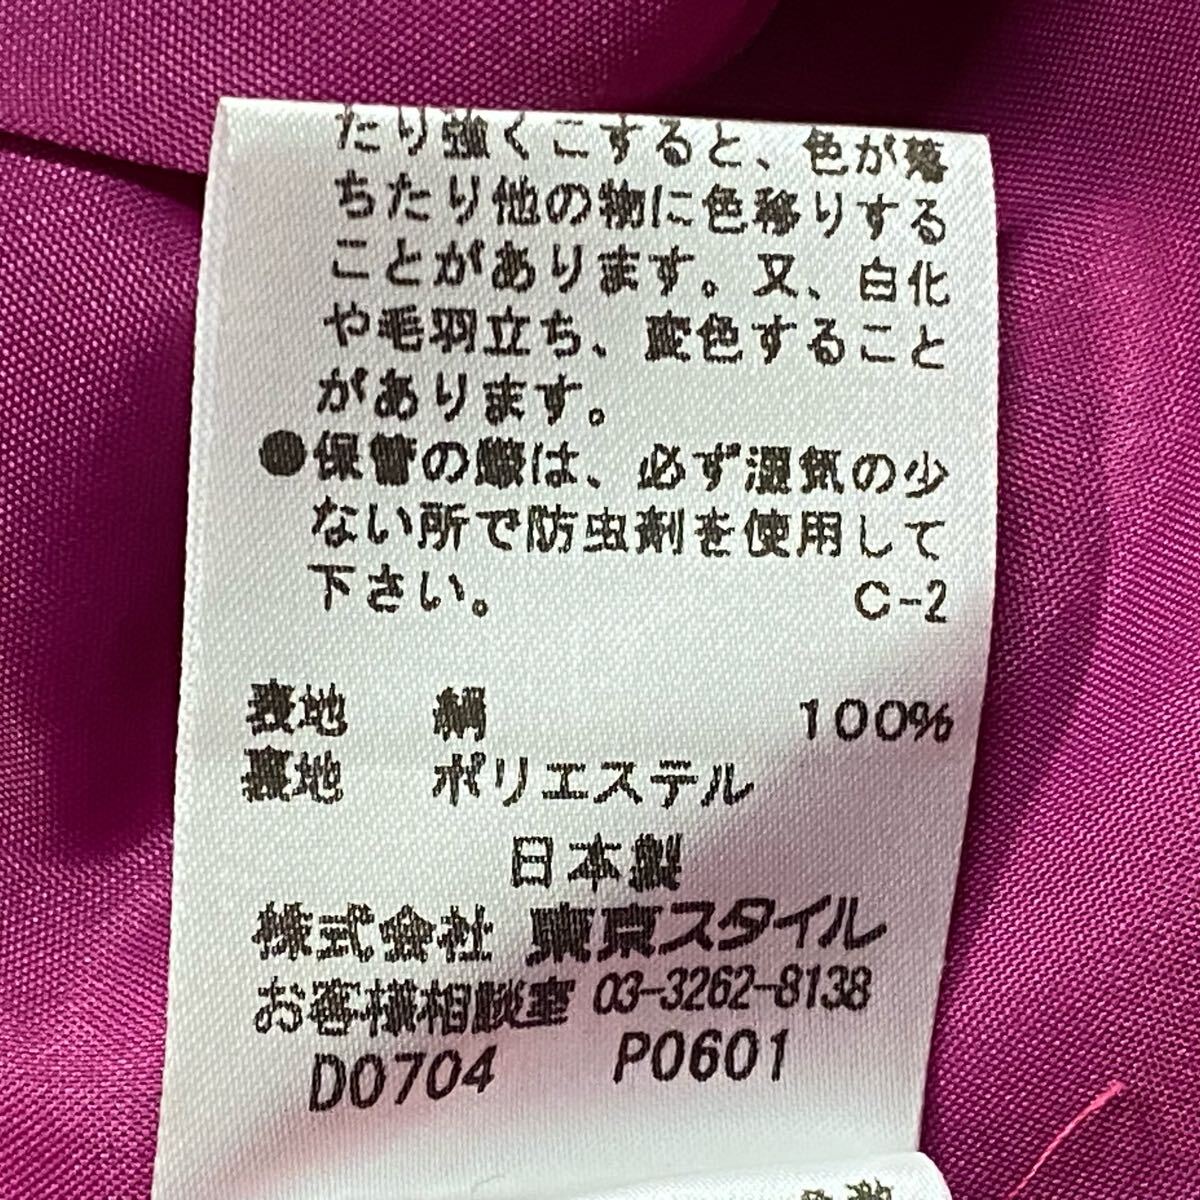 たり強くこすると、色が落
ちたり他の物に色移りする
ことがあります。又、白化
や毛羽立ち、変色すること
があります。
●保管の際は、必ず湿気の少
ない所で防虫剤を使用して
下さい。 C-2
表地 絹 100%
裏地 ポリエステル
日本製
株式会社 東京スタイル
お客様相談室 03-3262-8138
D0704 P0601